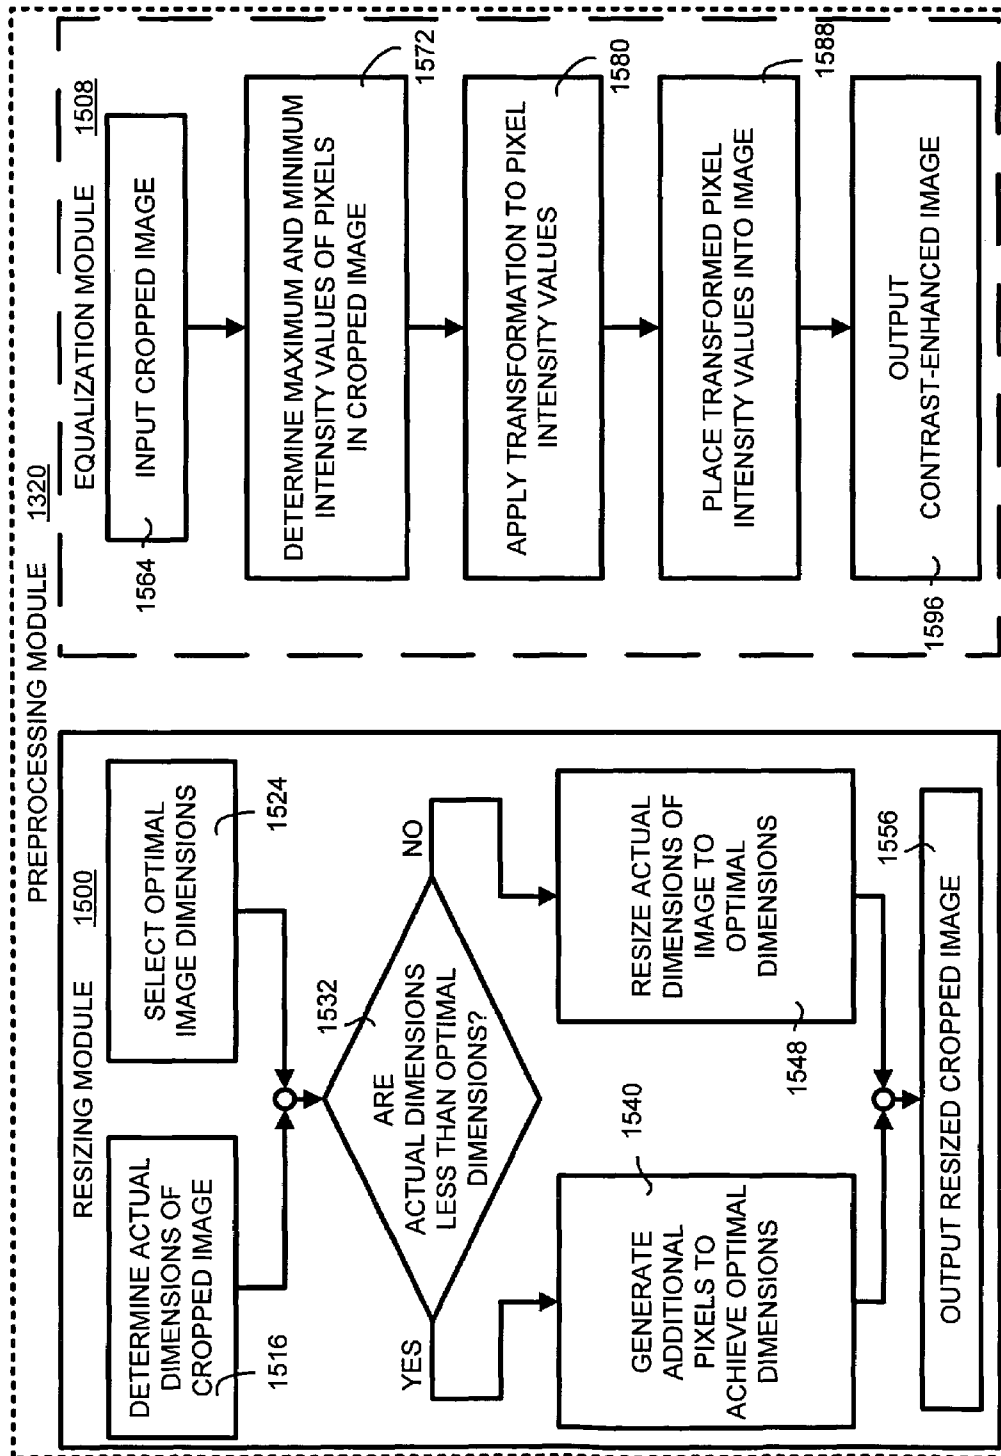 PREPROCESSING MODULE 1320
RESIZING MODULE 1500
DETERMINE ACTUAL
DIMENSIONS OF
CROPPED IMAGE
1516
SELECT OPTIMAL
IMAGE DIMENSIONS
1524
1532
ARE
ACTUAL DIMENSIONS
LESS THAN OPTIMAL
DIMENSIONS?
YES
NO
GENERATE
ADDITIONAL
PIXELS TO
ACHIEVE OPTIMAL
DIMENSIONS
1540
RESIZE ACTUAL
DIMENSIONS OF
IMAGE TO
OPTIMAL
DIMENSIONS
1548
OUTPUT RESIZED CROPPED IMAGE
1556
EQUALIZATION MODULE 1508
INPUT CROPPED IMAGE
1564
DETERMINE MAXIMUM AND MINIMUM
INTENSITY VALUES OF PIXELS
IN CROPPED IMAGE
1572
APPLY TRANSFORMATION TO PIXEL
INTENSITY VALUES
1580
PLACE TRANSFORMED PIXEL
INTENSITY VALUES INTO IMAGE
1588
OUTPUT
CONTRAST-ENHANCED IMAGE
1596